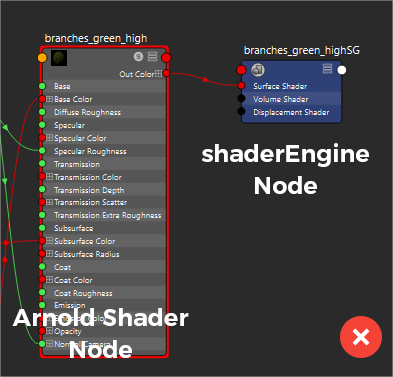 branches_green_high
Out Color
Base
Base Color
Diffuse Roughness
Specular
Specular Color
Specular Roughness
Transmission
Transmission Color
Transmission Depth
Transmission Scatter
Transmission Extra Roughness
Subsurface
Subsurface Color
Subsurface Radius
Coat
Coat Color
Coat Roughness
Emission
Opacity
Normal Camera
Arnold Shader
Node
branches_green_highSG
Surface Shader
Volume Shader
Displacement Shader
shaderEngine
Node